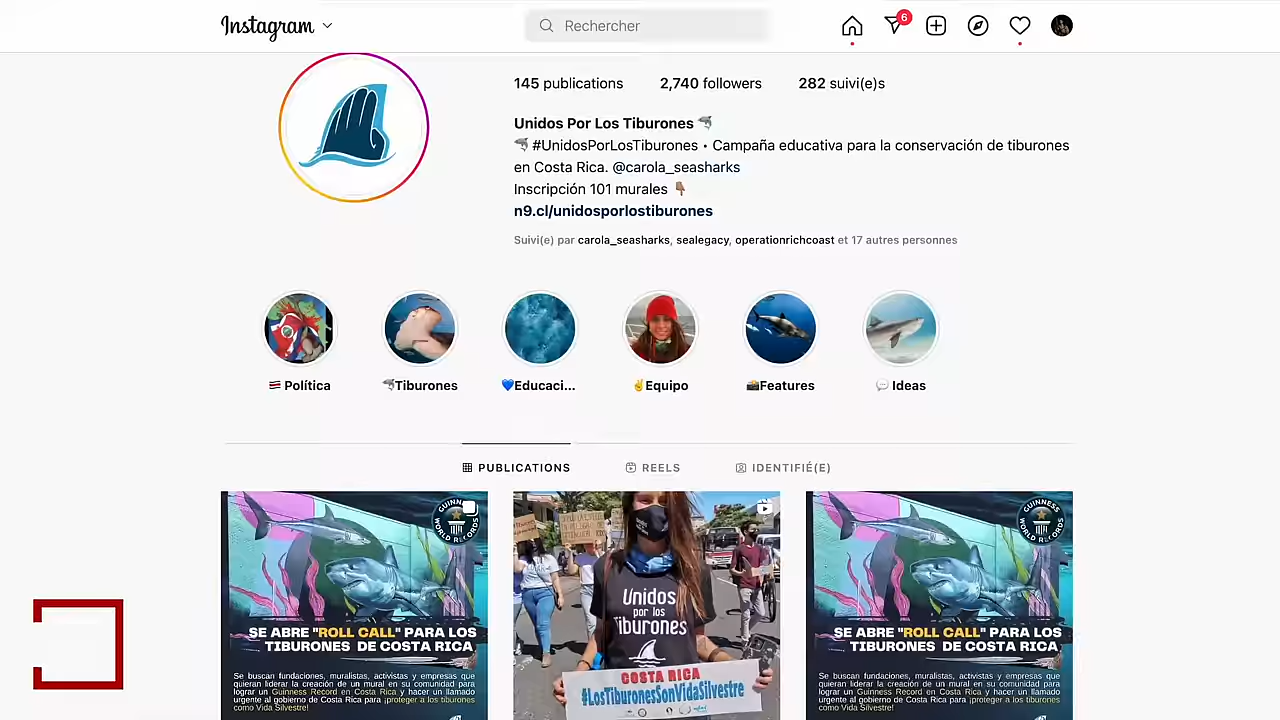 Instagram
Rechercher
6
145 publications
2,740 followers
282 suivi(e)s
Unidos Por Los Tiburones
#UnidosPorLosTiburones • Campaña educativa para la conservación de tiburones
en Costa Rica. @carola_seasharks
Inscripción 101 murales
n9.cl/unidosporlostiburones
Suivi(e) par carola_seasharks, sealegacy, operationrichcoast et 17 autres personnes
Política
Tiburones
Educaci...
Equipo
Features
Ideas
PUBLICATIONS
REELS
IDENTIFIÉ(E)
GUINNESS
WORLD RECORDS
SE ABRE "ROLL CALL" PARA LOS
TIBURONES DE COSTA RICA
Se buscan fundaciones, muralistas, activistas y empresas que
quieran liderar la creación de un mural en su comunidad para
lograr un Guinness Record en Costa Rica y hacer un llamado
urgente al gobierno de Costa Rica para ¡proteger a los tiburones
como Vida Silvestre!
Unidos
por los
Tiburones
COSTA RICA
#LosTiburonesSonVidaSilvestre
GUINNESS
WORLD RECORDS
SE ABRE "ROLL CALL" PARA LOS
TIBURONES DE COSTA RICA
Se buscan fundaciones, muralistas, activistas y empresas que
quieran liderar la creación de un mural en su comunidad para
lograr un Guinness Record en Costa Rica y hacer un llamado
urgente al gobierno de Costa Rica para ¡proteger a los tiburones
como Vida Silvestre!